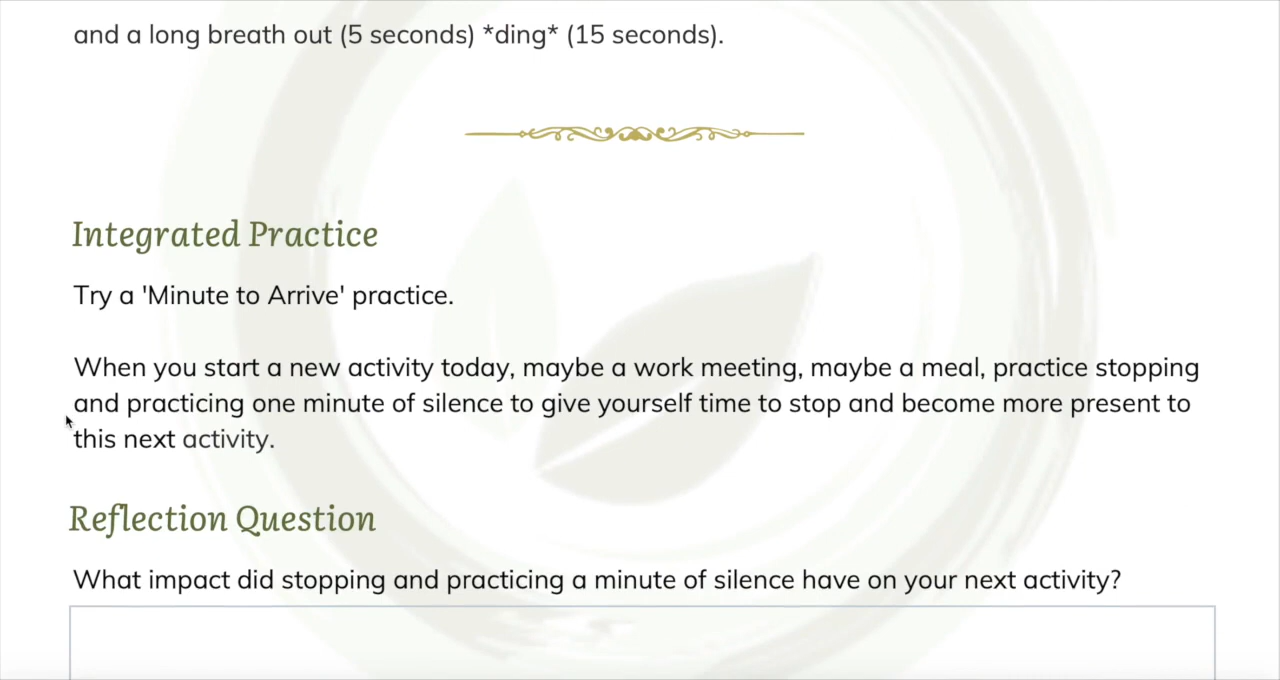 and a long breath out (5 seconds) *ding* (15 seconds).
Integrated Practice
Try a 'Minute to Arrive' practice.
When you start a new activity today, maybe a work meeting, maybe a meal, practice stopping
and practicing one minute of silence to give yourself time to stop and become more present to
this next activity.
Reflection Question
What impact did stopping and practicing a minute of silence have on your next activity?